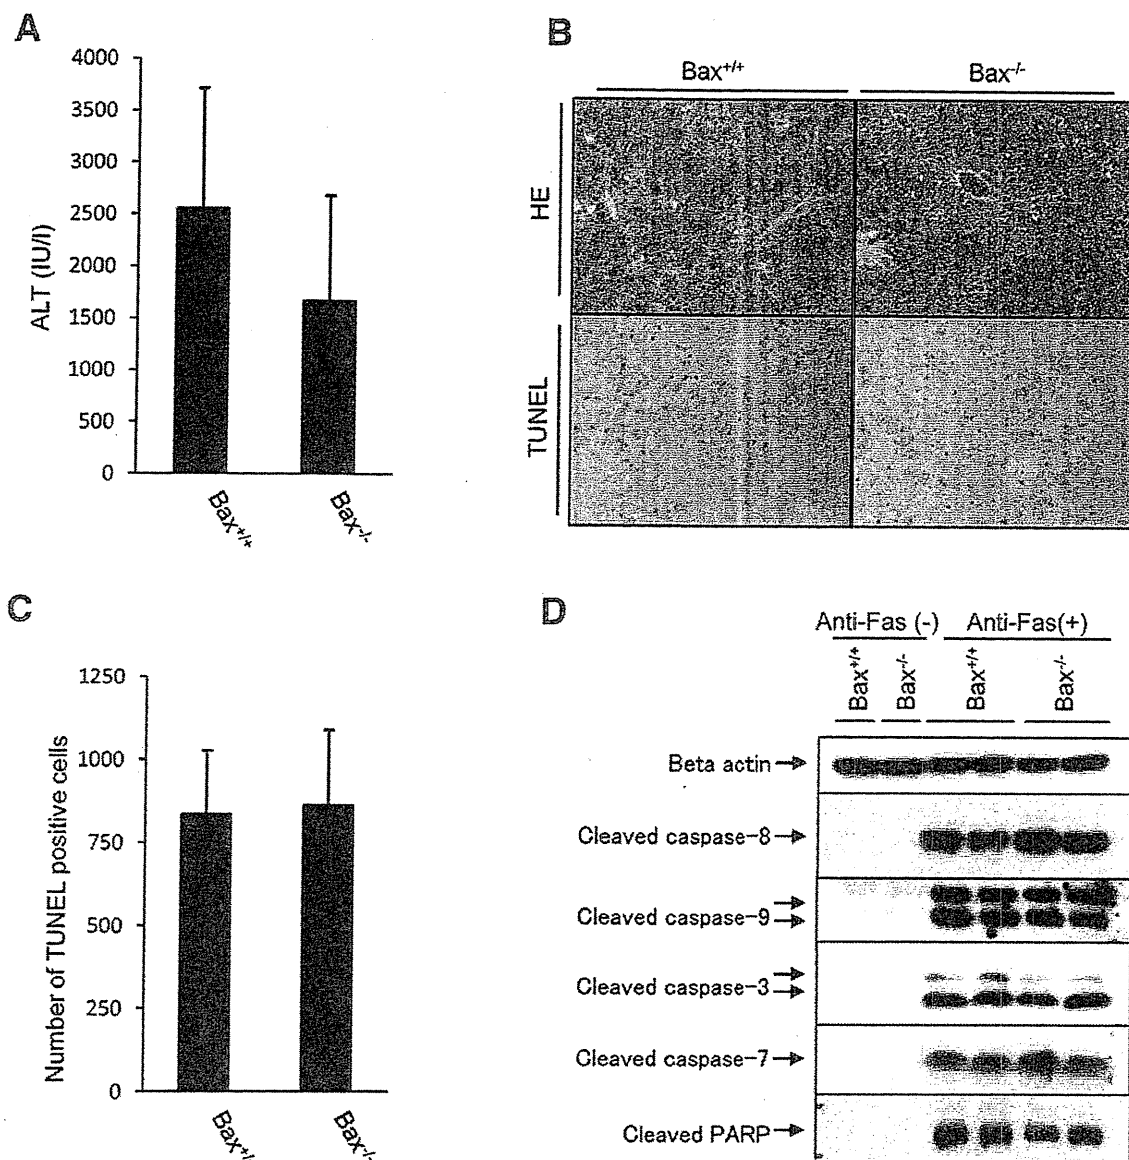 A
4000
3500
3000
2500
2000
1500
1000
500
0
ALT (IU/l)
Bax+/+
Bax-/-
B
Bax+/+
Bax-/-
HE
TUNEL
C
1250
1000
750
500
250
0
Number of TUNEL positive cells
Bax+/
Bax-/-
D
Anti-Fas (-) Anti-Fas(+)
Bax+/+ Bax-/- Bax+/+ Bax-/-
Beta actin
Cleaved caspase-8
Cleaved caspase-9
Cleaved caspase-3
Cleaved caspase-7
Cleaved PARP